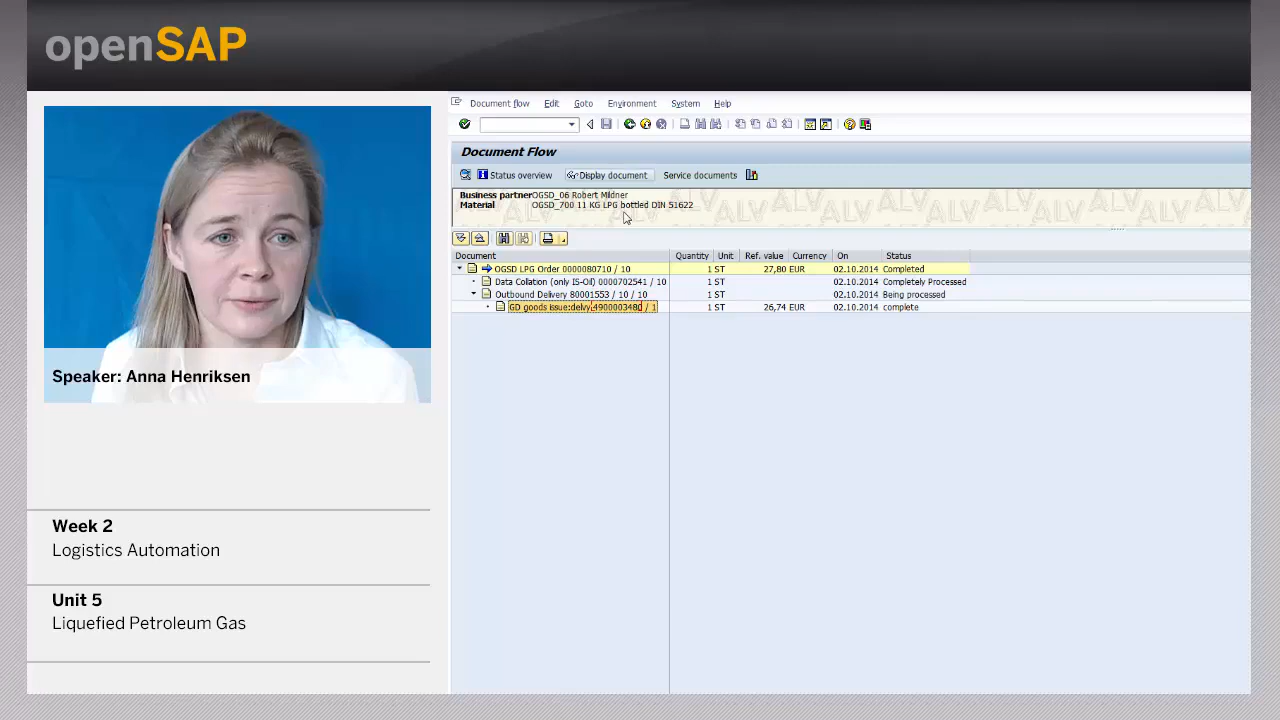 openSAP
Document flow Edit Goto Environment System Help
Document Flow
Status overview Display document Service documents
Business partner OGSD_06 Robert Mildner
Material OGSD_700 11 KG LPG bottled DIN 51622
Document Quantity Unit Ref. value Currency On Status
OGSD LPG Order 0000080710 / 10 1 ST 27,80 EUR 02.10.2014 Completed
Data Collation (only IS-Oil) 0000702541 / 10 1 ST 02.10.2014 Completely Processed
Outbound Delivery 80001553 / 10 / 10 1 ST 02.10.2014 Being processed
GD goods issue:delvy 4900003480 / 1 1 ST 26,74 EUR 02.10.2014 complete
Speaker: Anna Henriksen
Week 2
Logistics Automation
Unit 5
Liquefied Petroleum Gas